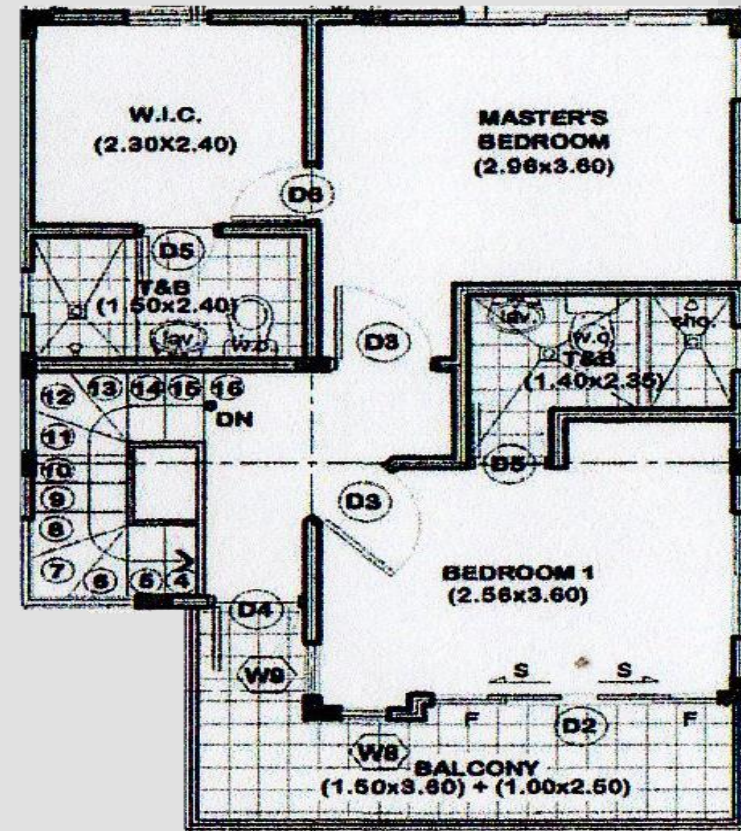 W.I.C.
(2.30X2.40)
MASTER'S
BEDROOM
(2.96x3.60)
D6
D5
T&B
(1.50x2.40)
lav
W.C.
D3
lav
w.c.
shr.
T&B
(1.40x2.35)
12
13
14
15
16
DN
11
10
9
8
7
6
5
4
D5
D3
BEDROOM 1
(2.56x3.60)
D4
W9
S
S
F
D2
F
W8
BALCONY
(1.50x3.60) + (1.00x2.50)